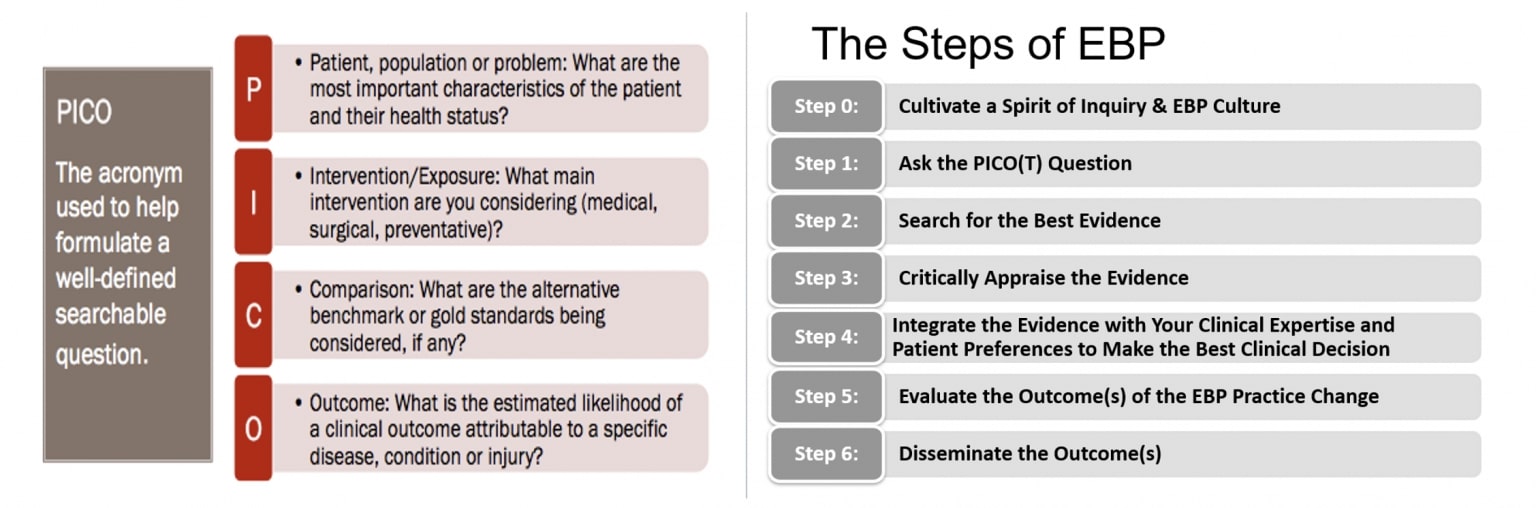 PICO
The acronym
used to help
formulate a
well-defined
searchable
question.
P
• Patient, population or problem: What are the
most important characteristics of the patient
and their health status?
I
• Intervention/Exposure: What main
intervention are you considering (medical,
surgical, preventative)?
C
• Comparison: What are the alternative
benchmark or gold standards being
considered, if any?
O
• Outcome: What is the estimated likelihood of
a clinical outcome attributable to a specific
disease, condition or injury?
The Steps of EBP
Step 0: Cultivate a Spirit of Inquiry & EBP Culture
Step 1: Ask the PICO(T) Question
Step 2: Search for the Best Evidence
Step 3: Critically Appraise the Evidence
Step 4: Integrate the Evidence with Your Clinical Expertise and
Patient Preferences to Make the Best Clinical Decision
Step 5: Evaluate the Outcome(s) of the EBP Practice Change
Step 6: Disseminate the Outcome(s)